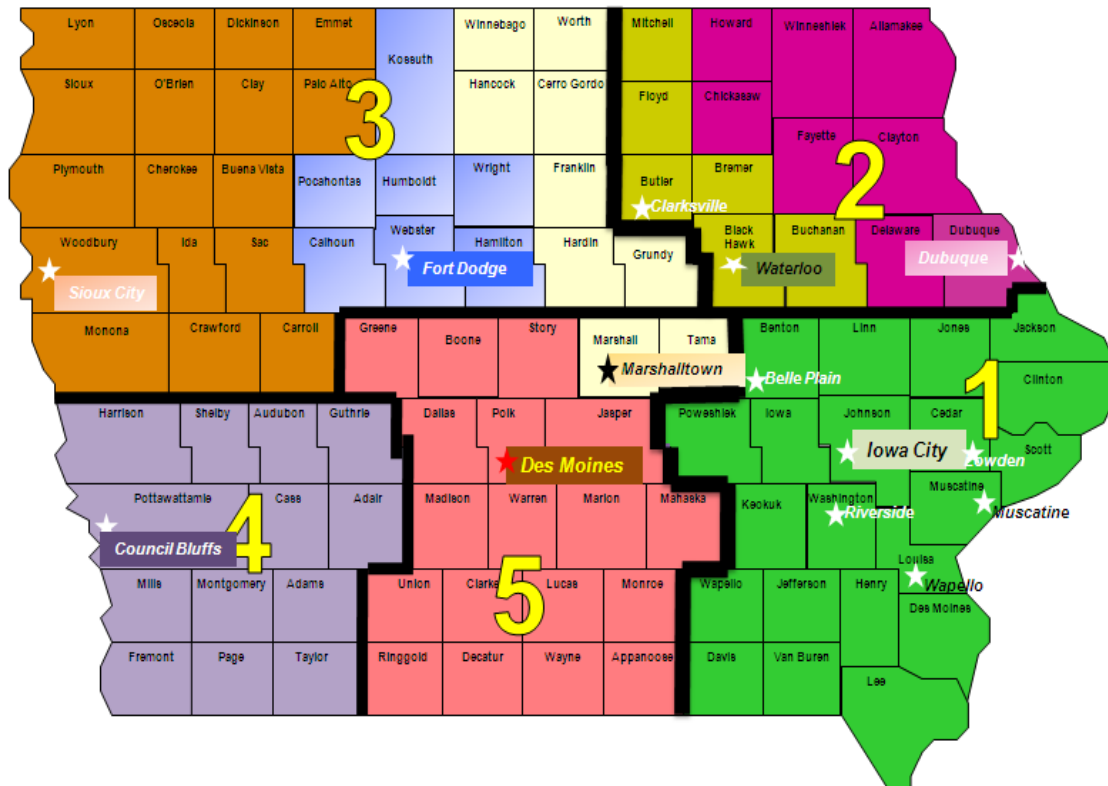 Lyon
Osceola
Dickinson
Emmet
Kossuth
Winnebago
Worth
Mitchell
Howard
Winneshiek
Allamakee
Sioux
O'Brien
Clay
Palo Alto
Hancock
Cerro Gordo
Floyd
Chickasaw
3
Fayette
Clayton
2
Plymouth
Cherokee
Buena Vista
Pocahontas
Humboldt
Wright
Franklin
Butler
Bremer
Clarksville
Woodbury
Ida
Sac
Calhoun
Webster
Hamilton
Hardin
Grundy
Black
Hawk
Buchanan
Delaware
Dubuque
Sioux City
Fort Dodge
Waterloo
Dubuque
Monona
Crawford
Carroll
Greene
Boone
Story
Marshall
Tama
Benton
Linn
Jones
Jackson
Marshalltown
Belle Plain
Clinton
1
Harrison
Shelby
Audubon
Guthrie
Dallas
Polk
Jasper
Poweshiek
Iowa
Johnson
Cedar
Scott
Des Moines
Iowa City
Lowden
Pottawattamie
Cass
Adair
Madison
Warren
Marion
Mahaska
Keokuk
Washington
Muscatine
Riverside
Muscatine
4
Council Bluffs
Louisa
Wapello
Mills
Montgomery
Adams
Union
Clarke
Lucas
Monroe
Wapello
Jefferson
Henry
Des Moines
5
Fremont
Page
Taylor
Ringgold
Decatur
Wayne
Appanoose
Davis
Van Buren
Lee